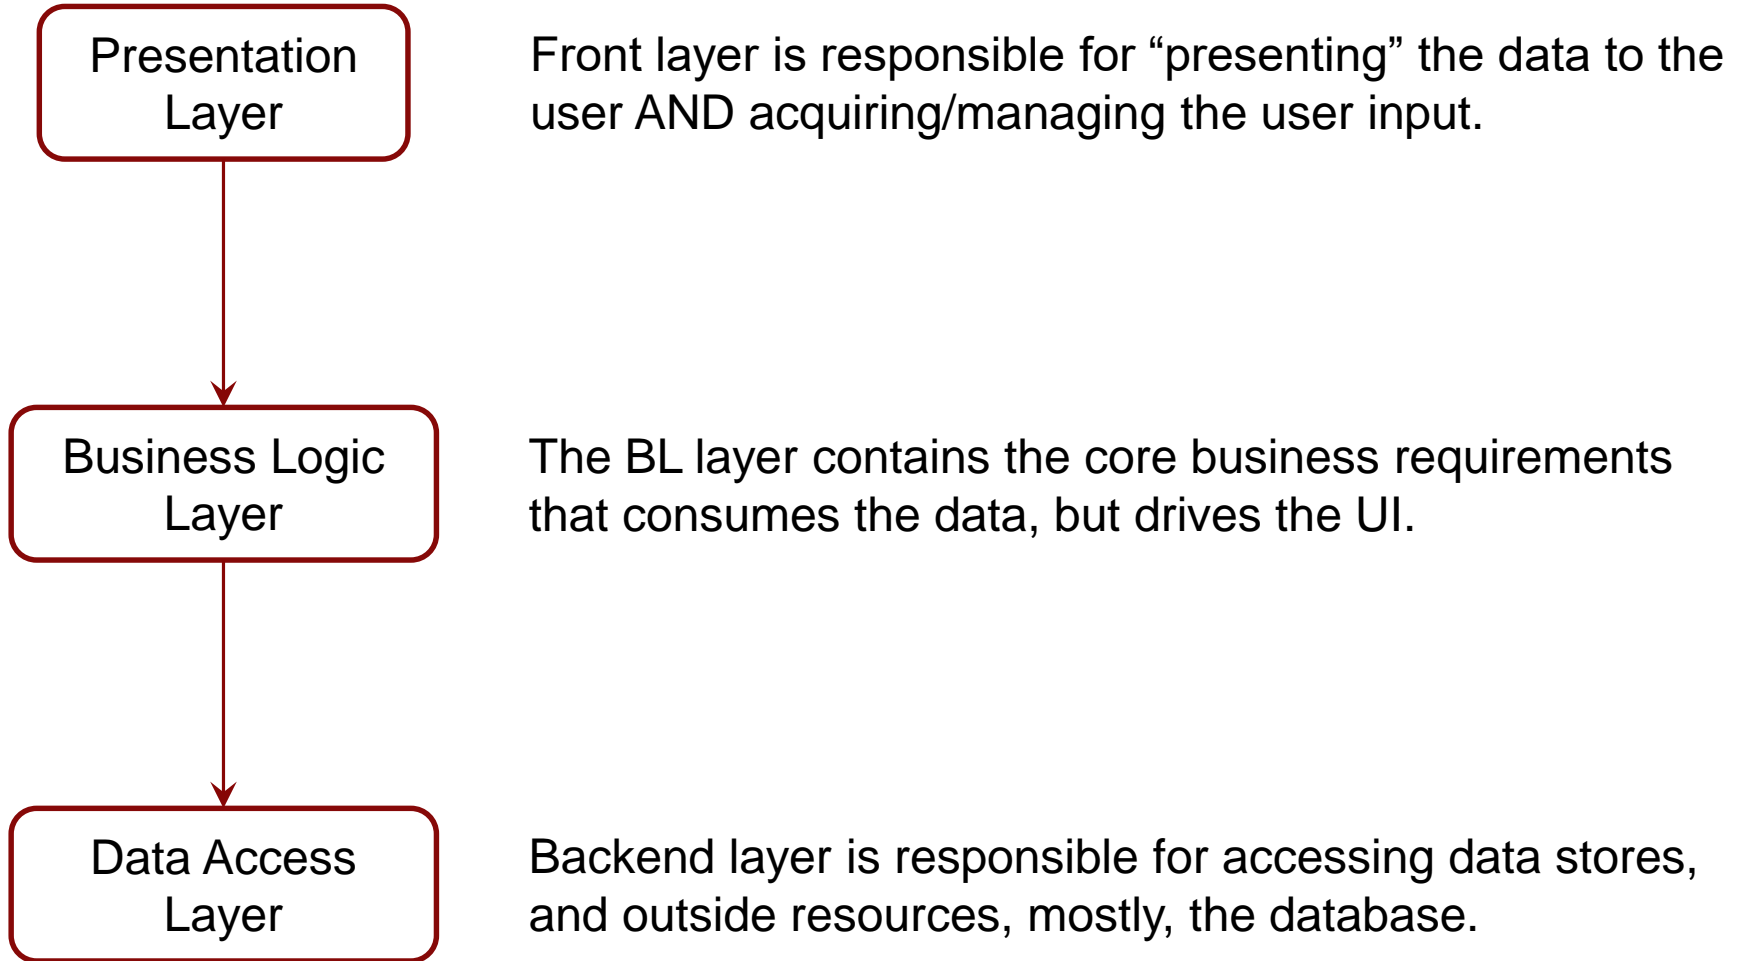 Presentation
Layer
Front layer is responsible for “presenting” the data to the
user AND acquiring/managing the user input.
Business Logic
Layer
The BL layer contains the core business requirements
that consumes the data, but drives the UI.
Data Access
Layer
Backend layer is responsible for accessing data stores,
and outside resources, mostly, the database.